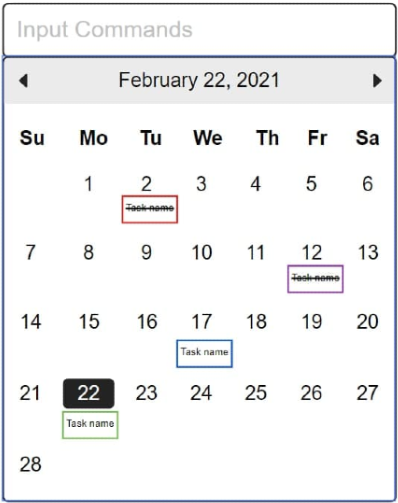 Input Commands
February 22, 2021
Su Mo Tu We Th Fr Sa
1 2 3 4 5 6
Task name
7 8 9 10 11 12 13
Task name
14 15 16 17 18 19 20
Task name
21 22 23 24 25 26 27
Task name
28